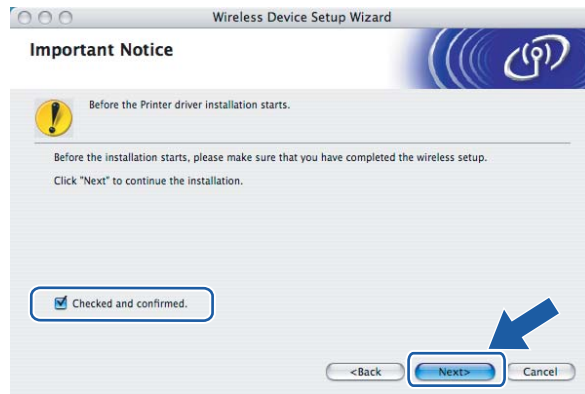 Wireless Device Setup Wizard
Important Notice
Before the Printer driver installation starts.
Before the installation starts, please make sure that you have completed the wireless setup.
Click "Next" to continue the installation.
Checked and confirmed.
<Back Next> Cancel